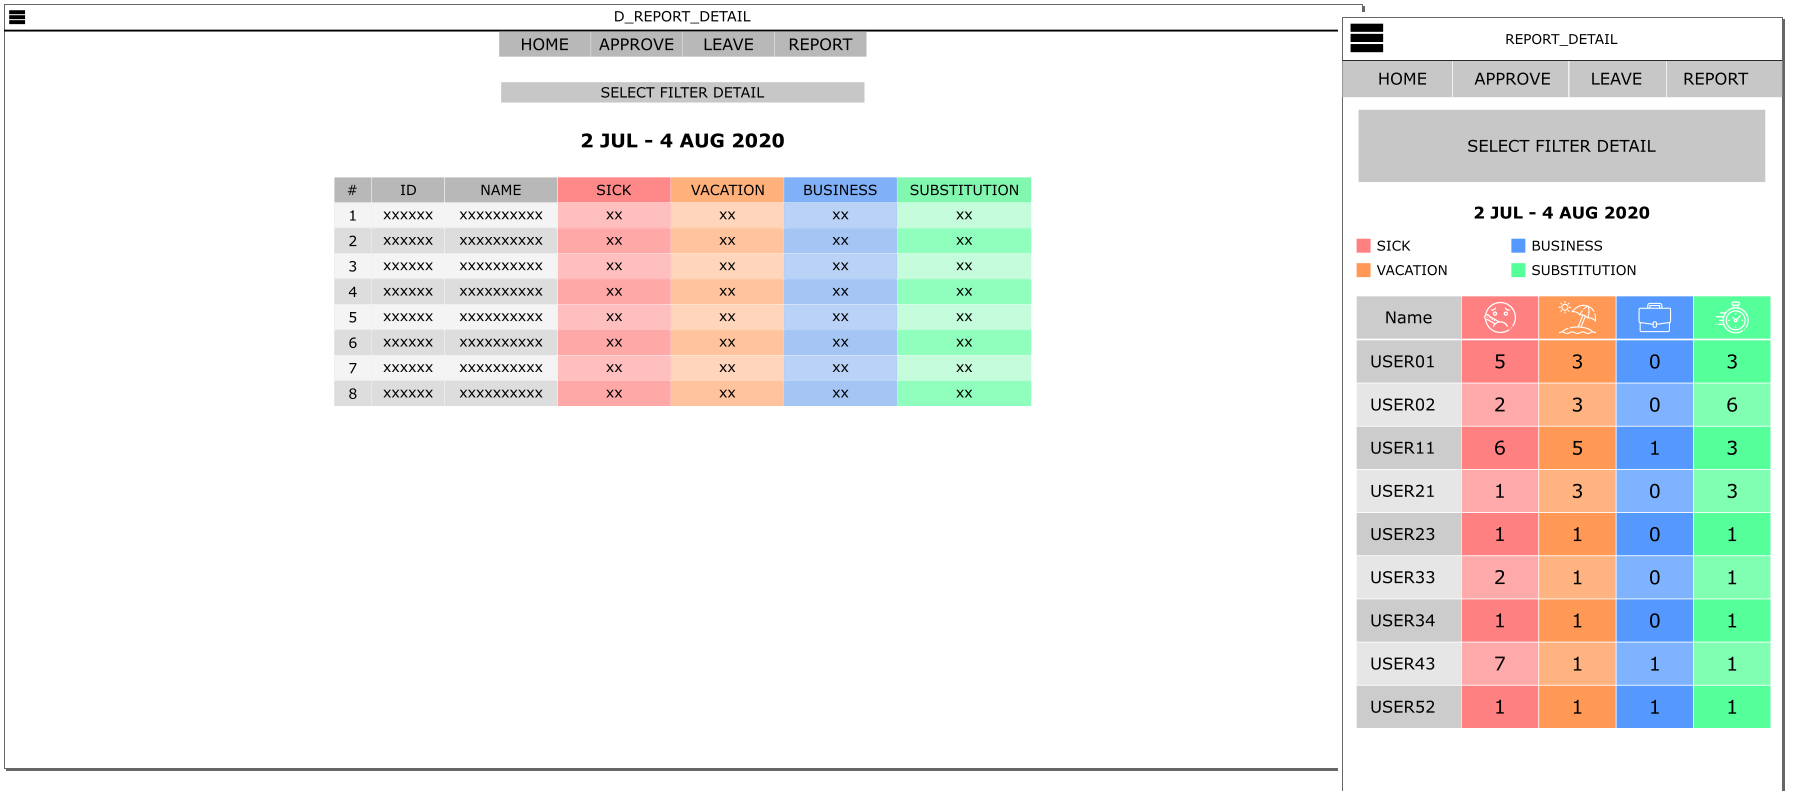 D_REPORT_DETAIL
HOME APPROVE LEAVE REPORT
SELECT FILTER DETAIL
2 JUL - 4 AUG 2020
# ID NAME SICK VACATION BUSINESS SUBSTITUTION
1 xxxxxx xxxxxxxxxx xx xx xx xx
2 xxxxxx xxxxxxxxxx xx xx xx xx
3 xxxxxx xxxxxxxxxx xx xx xx xx
4 xxxxxx xxxxxxxxxx xx xx xx xx
5 xxxxxx xxxxxxxxxx xx xx xx xx
6 xxxxxx xxxxxxxxxx xx xx xx xx
7 xxxxxx xxxxxxxxxx xx xx xx xx
8 xxxxxx xxxxxxxxxx xx xx xx xx
REPORT_DETAIL
HOME APPROVE LEAVE REPORT
SELECT FILTER DETAIL
2 JUL - 4 AUG 2020
SICK BUSINESS
VACATION SUBSTITUTION
Name
USER01 5 3 0 3
USER02 2 3 0 6
USER11 6 5 1 3
USER21 1 3 0 3
USER23 1 1 0 1
USER33 2 1 0 1
USER34 1 1 0 1
USER43 7 1 1 1
USER52 1 1 1 1